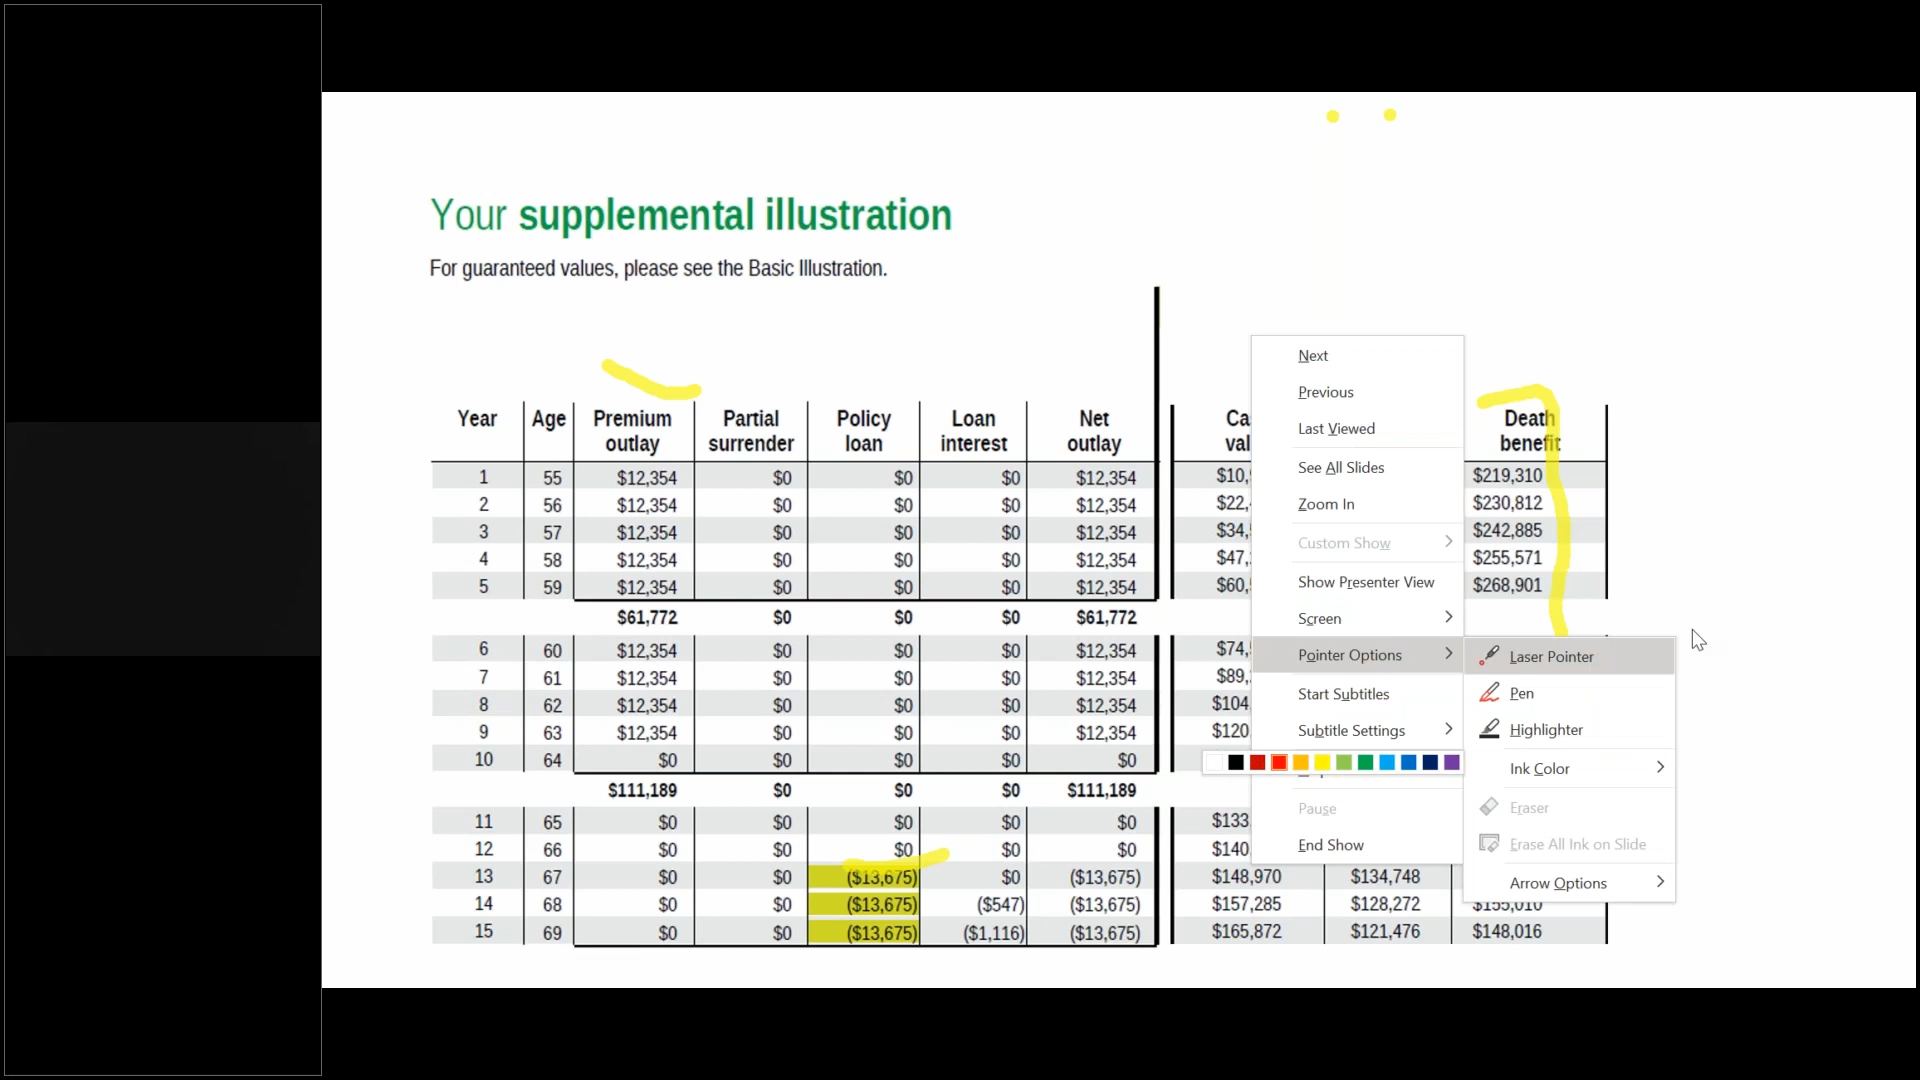 Your supplemental illustration
For guaranteed values, please see the Basic Illustration.
Year Age Premium outlay Partial surrender Policy loan Loan interest Net outlay Death benefit
1 55 $12,354 $0 $0 $0 $12,354 $219,310
2 56 $12,354 $0 $0 $0 $12,354 $230,812
3 57 $12,354 $0 $0 $0 $12,354 $242,885
4 58 $12,354 $0 $0 $0 $12,354 $255,571
5 59 $12,354 $0 $0 $0 $12,354 $268,901
$61,772 $0 $0 $0 $61,772
6 60 $12,354 $0 $0 $0 $12,354
7 61 $12,354 $0 $0 $0 $12,354
8 62 $12,354 $0 $0 $0 $12,354
9 63 $12,354 $0 $0 $0 $12,354
10 64 $0 $0 $0 $0 $0
$111,189 $0 $0 $0 $111,189
11 65 $0 $0 $0 $0 $0
12 66 $0 $0 $0 $0 $0
13 67 $0 $0 ($13,675) $0 ($13,675) $148,970 $134,748
14 68 $0 $0 ($13,675) ($547) ($13,675) $157,285 $128,272 $155,010
15 69 $0 $0 ($13,675) ($1,116) ($13,675) $165,872 $121,476 $148,016
Next
Previous
Last Viewed
See All Slides
Zoom In
Custom Show
Show Presenter View
Screen
Pointer Options
Start Subtitles
Subtitle Settings
Pause
End Show
Laser Pointer
Pen
Highlighter
Ink Color
Eraser
Erase All Ink on Slide
Arrow Options